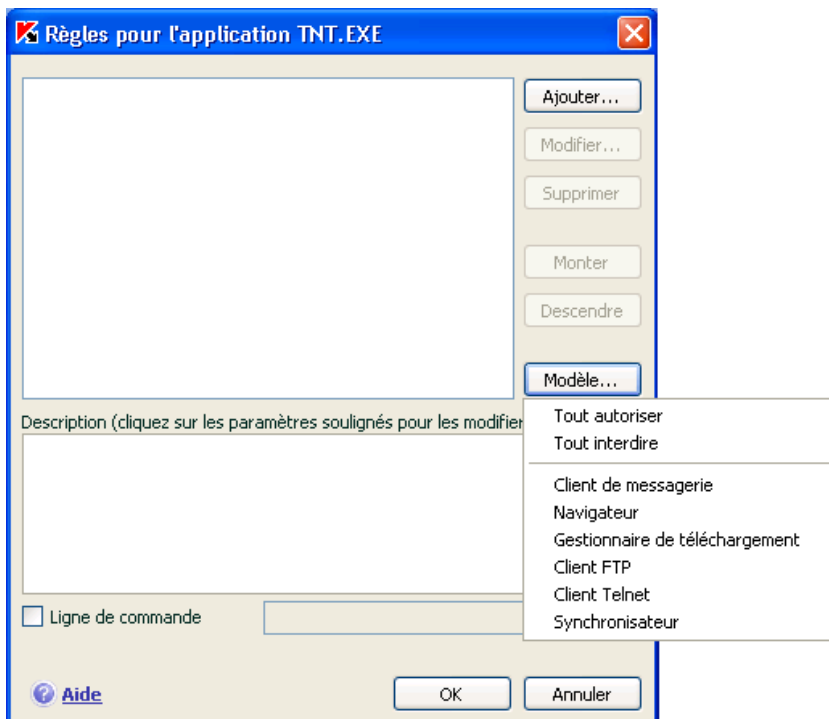 Règles pour l'application TNT.EXE
Ajouter...
Modifier...
Supprimer
Monter
Descendre
Modèle...
Description (cliquez sur les paramètres soulignés pour les modifier
Tout autoriser
Tout interdire
Client de messagerie
Navigateur
Gestionnaire de téléchargement
Client FTP
Client Telnet
Synchronisateur
Ligne de commande
Aide
OK
Annuler